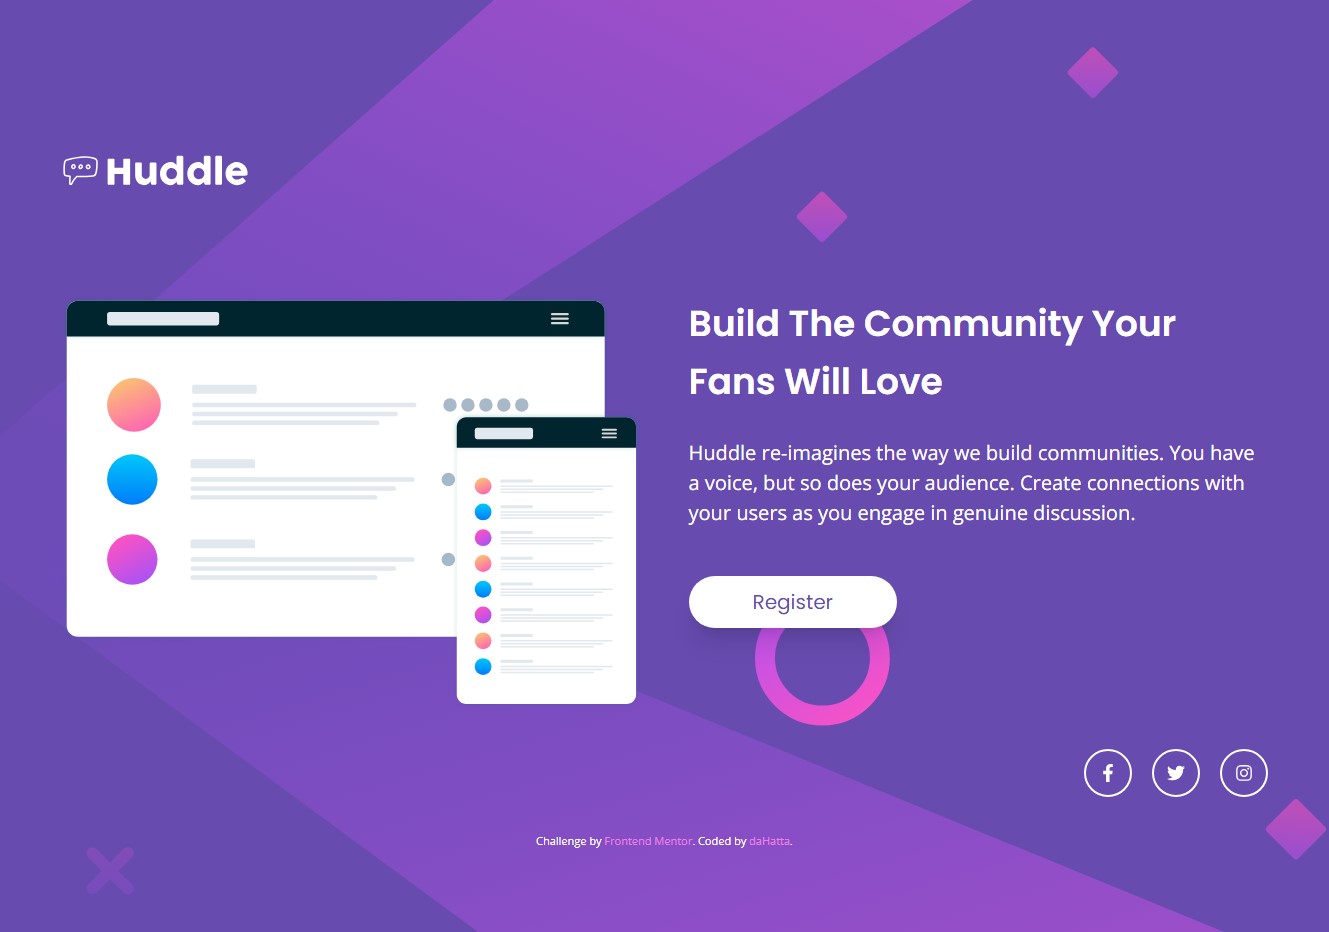 Huddle
Build The Community Your
Fans Will Love
Huddle re-imagines the way we build communities. You have
a voice, but so does your audience. Create connections with
your users as you engage in genuine discussion.
Register
Challenge by Frontend Mentor. Coded by daHatta.